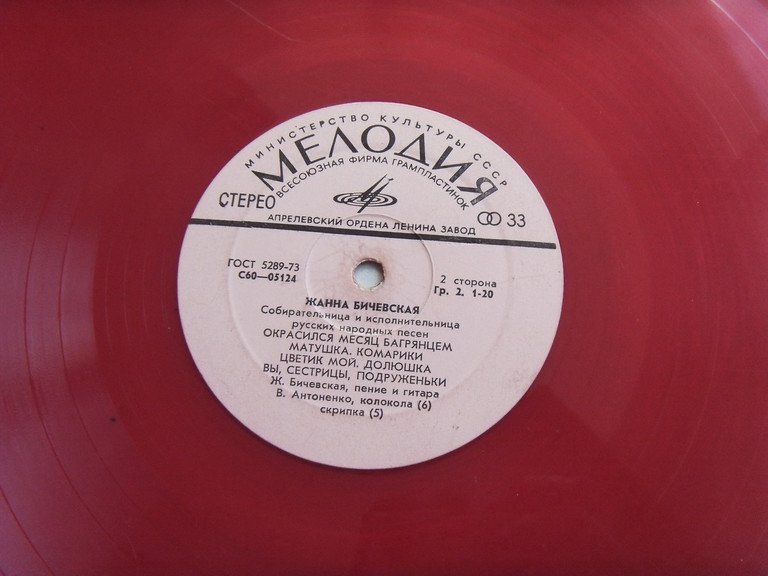 МИНИСТЕРСТВО КУЛЬТУРЫ СССР
МЕЛОДИЯ
ВСЕСОЮЗНАЯ ФИРМА ГРАМПЛАСТИНОК
СТЕРЕО
33
АПРЕЛЕВСКИЙ ОРДЕНА ЛЕНИНА ЗАВОД
ГОСТ 5289-73
С60—05124
2 сторона
Гр. 2. 1-20
ЖАННА БИЧЕВСКАЯ
Собирательница и исполнительница
русских народных песен
ОКРАСИЛСЯ МЕСЯЦ БАГРЯНЦЕМ
МАТУШКА. КОМАРИКИ
ЦВЕТИК МОЙ. ДОЛЮШКА
ВЫ, СЕСТРИЦЫ, ПОДРУЖЕНЬКИ
Ж. Бичевская, пение и гитара
В. Антоненко, колокола (6)
скрипка (5)